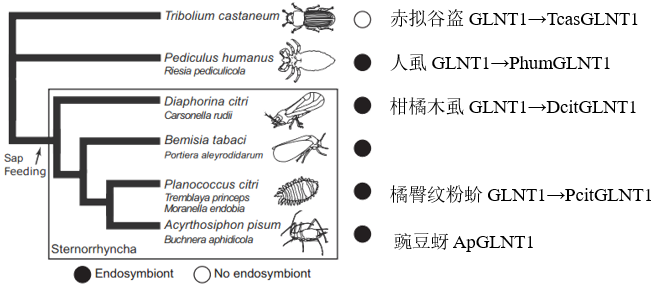 Tribolium castaneum
赤拟谷盗 GLNT1→TcasGLNT1
Pediculus humanus
Riesia pediculicola
人虱 GLNT1→PhumGLNT1
Diaphorina citri
Carsonella rudii
柑橘木虱 GLNT1→DcitGLNT1
Bemisia tabaci
Portiera aleyrodidarum
Sap
Feeding
Planococcus citri
Tremblaya princeps
Moranella endobia
橘臀纹粉蚧 GLNT1→PcitGLNT1
Acyrthosiphon pisum
Buchnera aphidicola
豌豆蚜 ApGLNT1
Sternorrhyncha
Endosymbiont
No endosymbiont